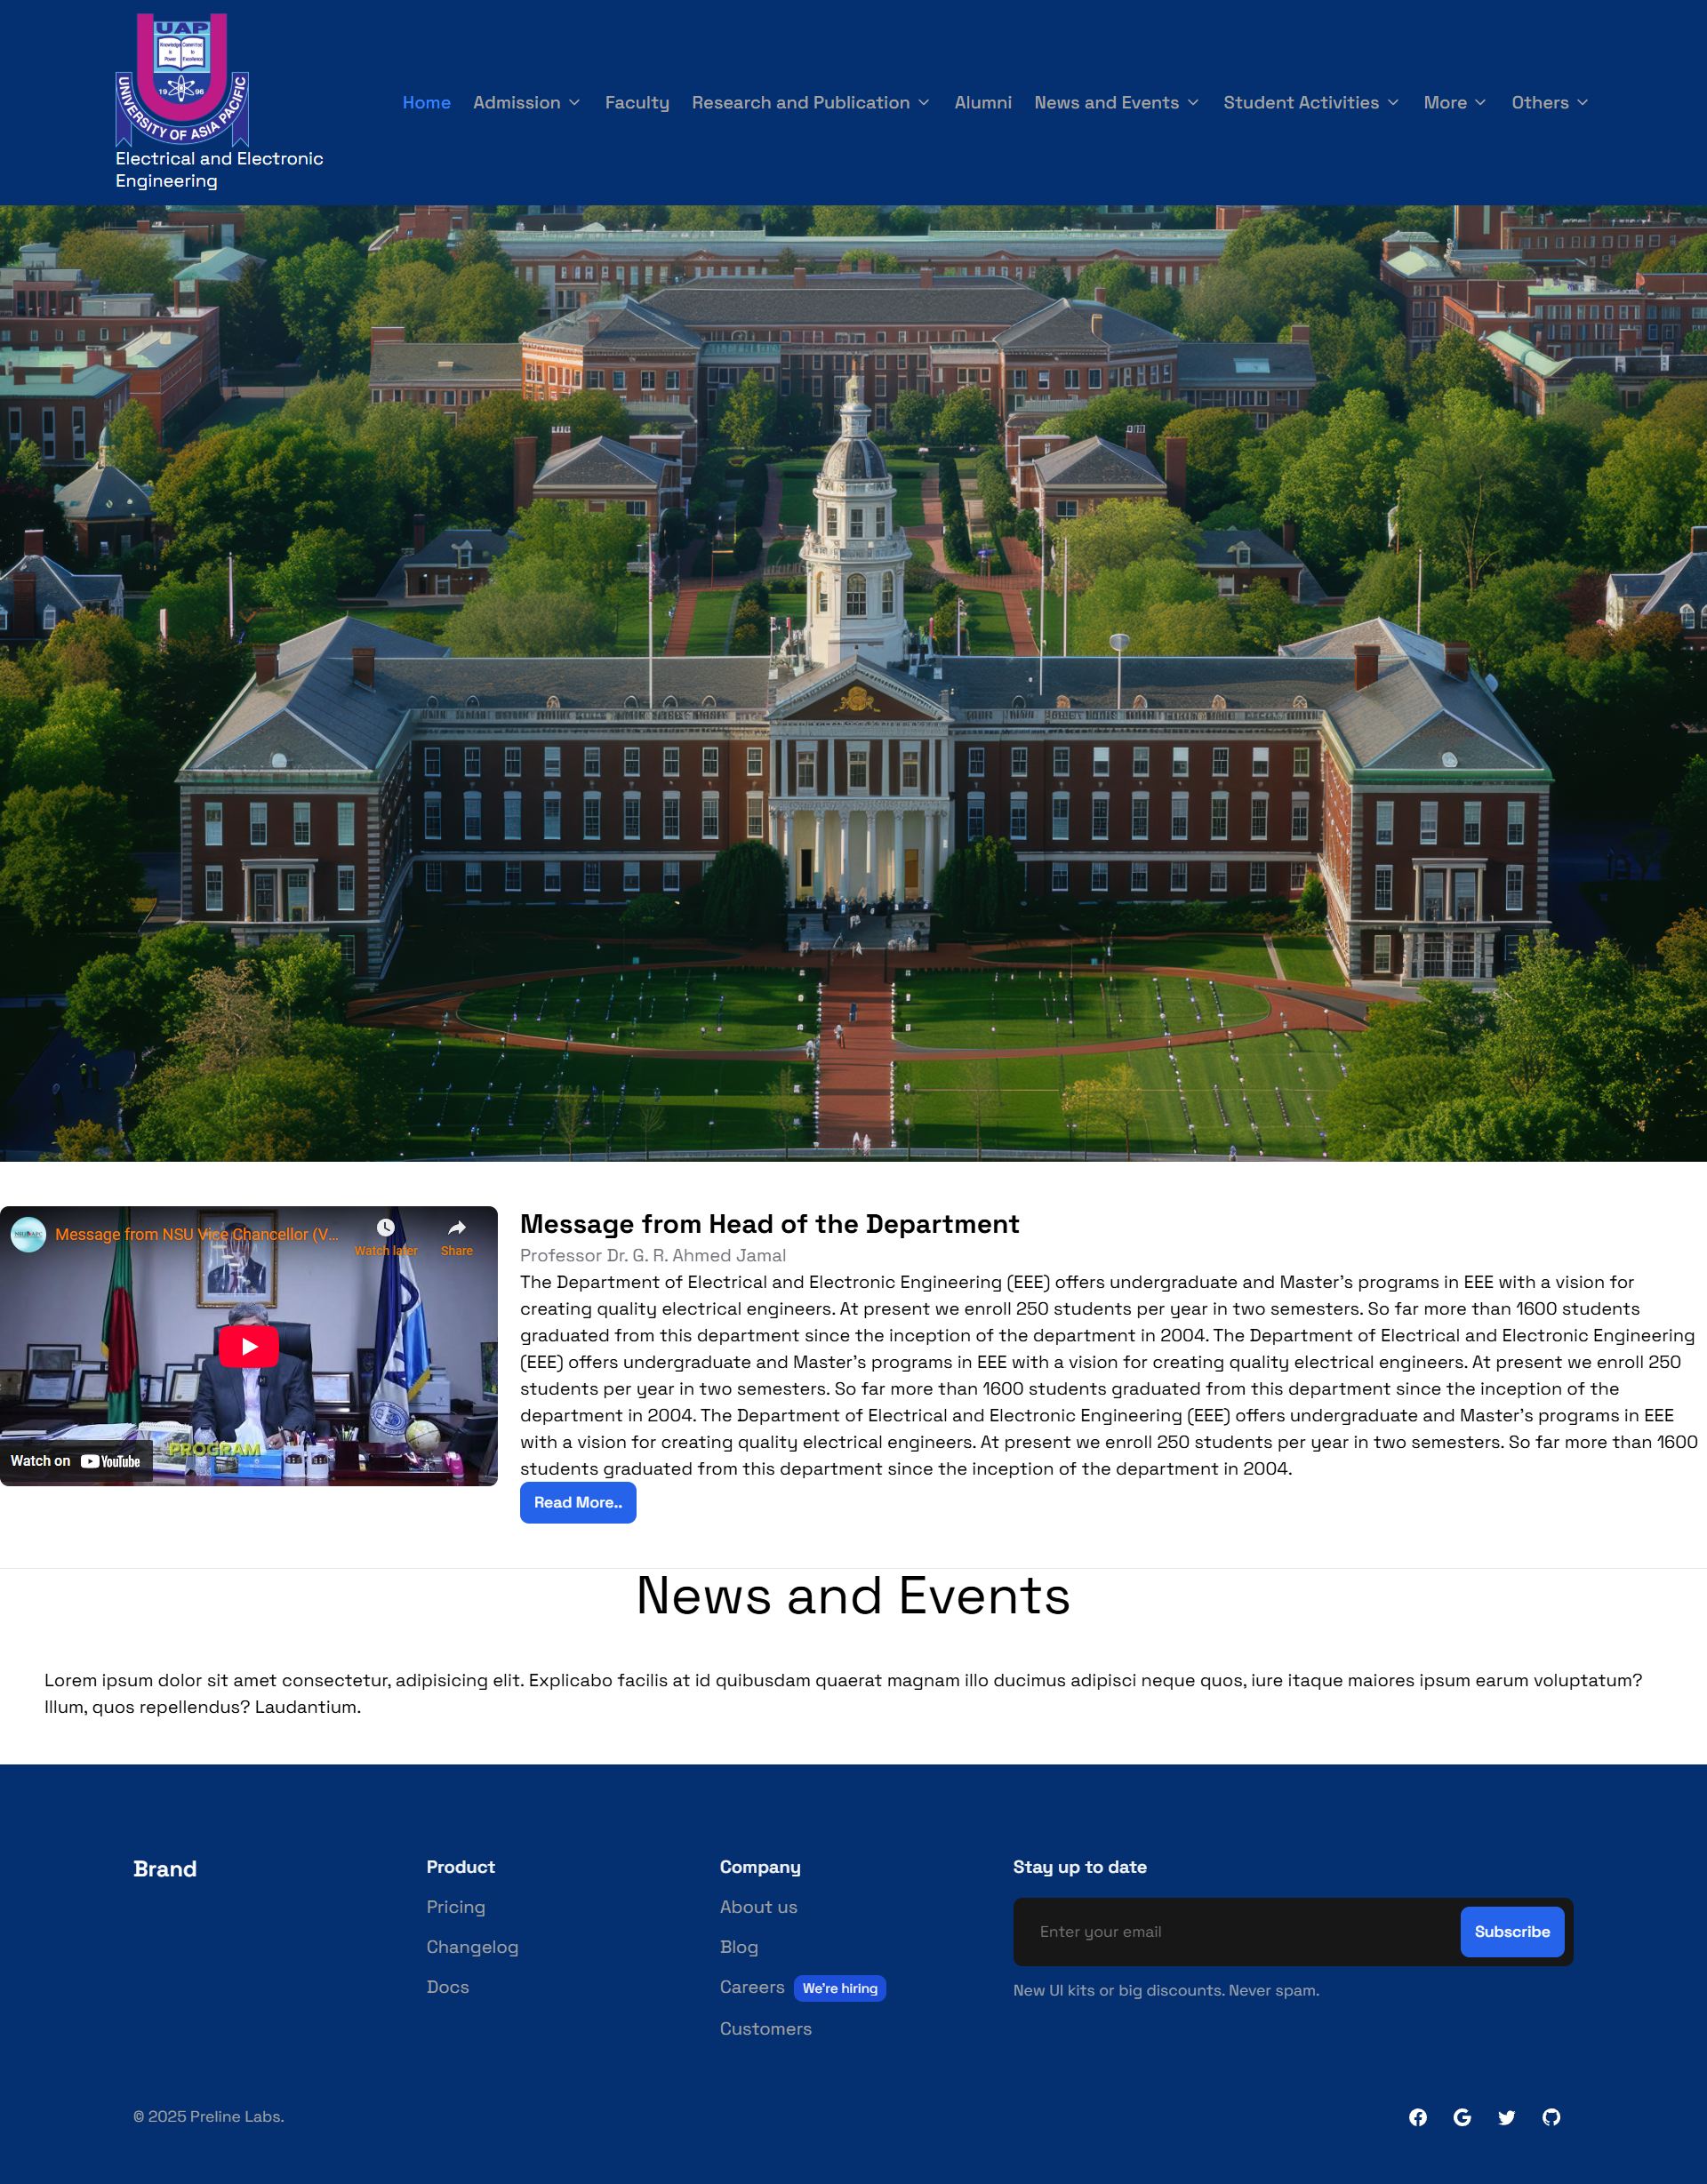 UAP
Knowledge is Power
Committed to Excellence
19 96
UNIVERSITY OF ASIA PACIFIC
Electrical and Electronic
Engineering
Home Admission Faculty Research and Publication Alumni News and Events Student Activities More Others
Message from NSU Vice Chancellor (V...
Watch later
Share
PROGRAM
Watch on YouTube
Message from Head of the Department
Professor Dr. G. R. Ahmed Jamal
The Department of Electrical and Electronic Engineering (EEE) offers undergraduate and Master's programs in EEE with a vision for
creating quality electrical engineers. At present we enroll 250 students per year in two semesters. So far more than 1600 students
graduated from this department since the inception of the department in 2004. The Department of Electrical and Electronic Engineering
(EEE) offers undergraduate and Master's programs in EEE with a vision for creating quality electrical engineers. At present we enroll 250
students per year in two semesters. So far more than 1600 students graduated from this department since the inception of the
department in 2004. The Department of Electrical and Electronic Engineering (EEE) offers undergraduate and Master's programs in EEE
with a vision for creating quality electrical engineers. At present we enroll 250 students per year in two semesters. So far more than 1600
students graduated from this department since the inception of the department in 2004.
Read More..
News and Events
Lorem ipsum dolor sit amet consectetur, adipisicing elit. Explicabo facilis at id quibusdam quaerat magnam illo ducimus adipisci neque quos, iure itaque maiores ipsum earum voluptatum?
Illum, quos repellendus? Laudantium.
Brand
Product
Pricing
Changelog
Docs
Company
About us
Blog
Careers We're hiring
Customers
Stay up to date
Enter your email
Subscribe
New UI kits or big discounts. Never spam.
© 2025 Preline Labs.